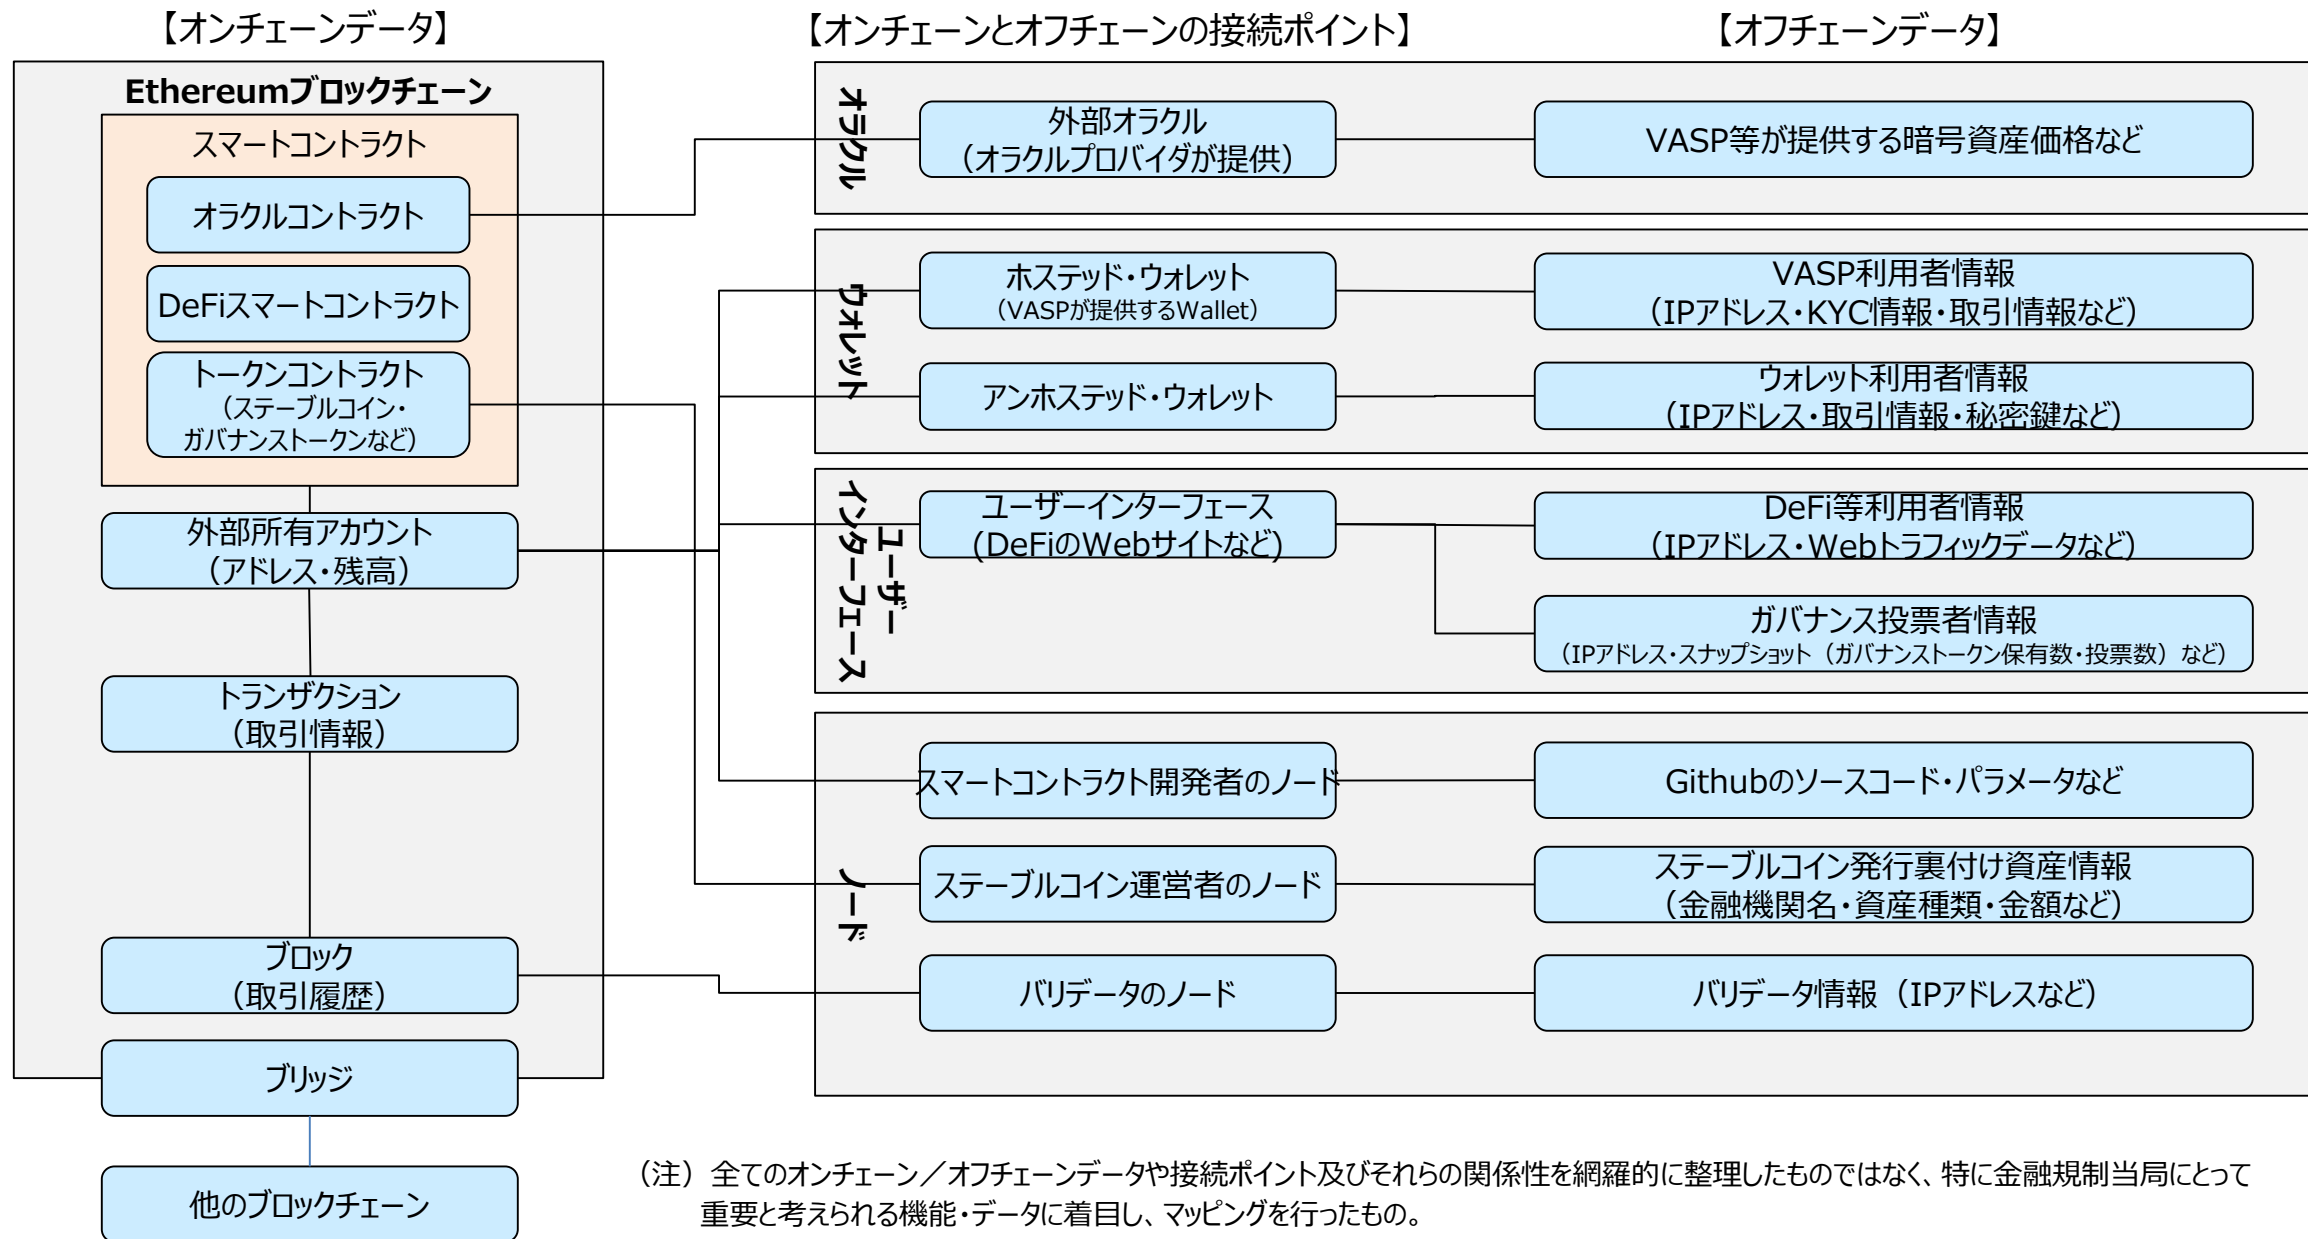 【オンチェーンデータ】
【オンチェーンとオフチェーンの接続ポイント】
【オフチェーンデータ】
Ethereumブロックチェーン
スマートコントラクト
オラクルコントラクト
DeFiスマートコントラクト
トークンコントラクト
（ステーブルコイン・
ガバナンストークンなど）
外部所有アカウント
（アドレス・残高）
トランザクション
（取引情報）
ブロック
（取引履歴）
ブリッジ
他のブロックチェーン
オラクル
外部オラクル
（オラクルプロバイダが提供）
VASP等が提供する暗号資産価格など
ウォレット
ホステッド・ウォレット
（VASPが提供するWallet）
VASP利用者情報
（IPアドレス・KYC情報・取引情報など）
アンホステッド・ウォレット
ウォレット利用者情報
（IPアドレス・取引情報・秘密鍵など）
ユーザー
インターフェース
ユーザーインターフェース
(DeFiのWebサイトなど)
DeFi等利用者情報
（IPアドレス・Webトラフィックデータなど）
ガバナンス投票者情報
（IPアドレス・スナップショット（ガバナンストークン保有数・投票数）など）
ノード
スマートコントラクト開発者のノード
Githubのソースコード・パラメータなど
ステーブルコイン運営者のノード
ステーブルコイン発行裏付け資産情報
（金融機関名・資産種類・金額など）
バリデータのノード
バリデータ情報（IPアドレスなど）
（注）全てのオンチェーン／オフチェーンデータや接続ポイント及びそれらの関係性を網羅的に整理したものではなく、特に金融規制当局にとって
重要と考えられる機能・データに着目し、マッピングを行ったもの。